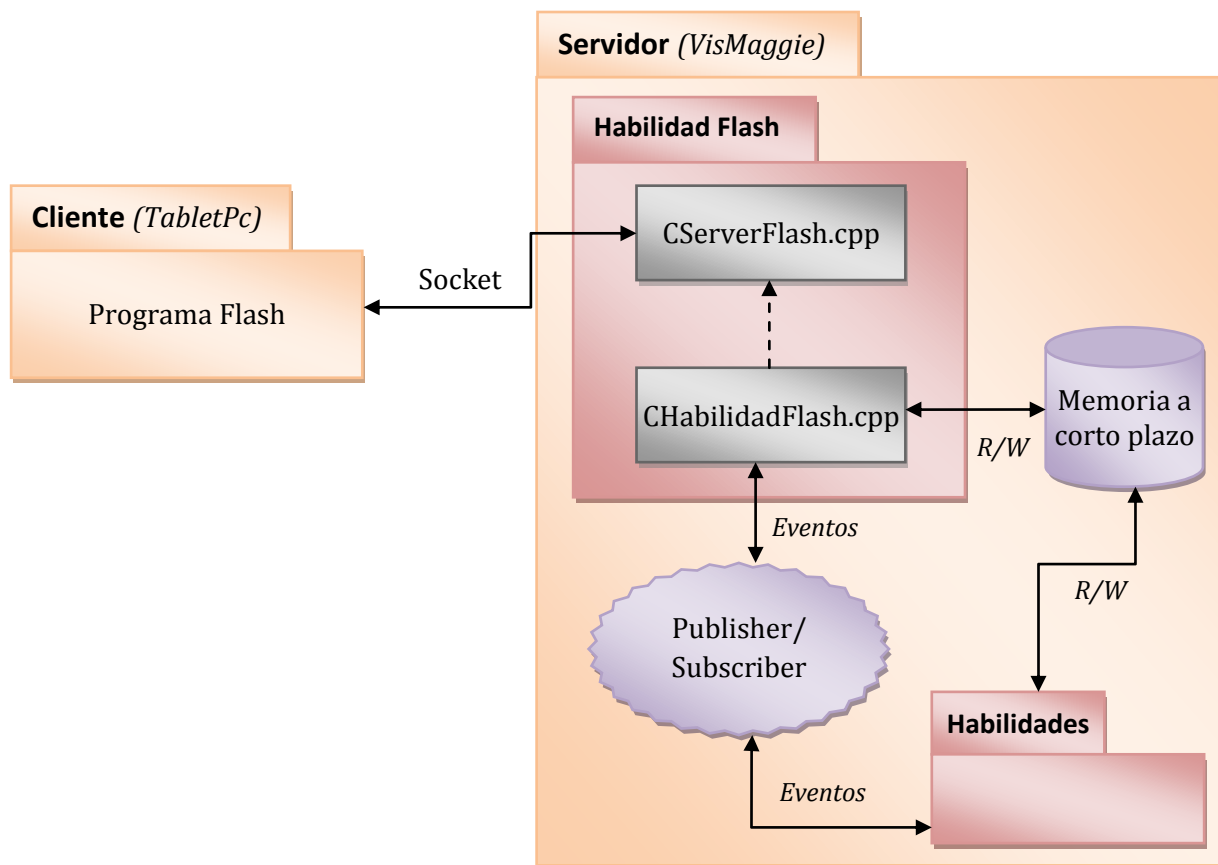 Servidor (VisMaggie)
Habilidad Flash
Cliente (TabletPc)
CServerFlash.cpp
Socket
Programa Flash
CHabilidadFlash.cpp
Memoria a
corto plazo
R/W
Eventos
R/W
Publisher/
Subscriber
Habilidades
Eventos